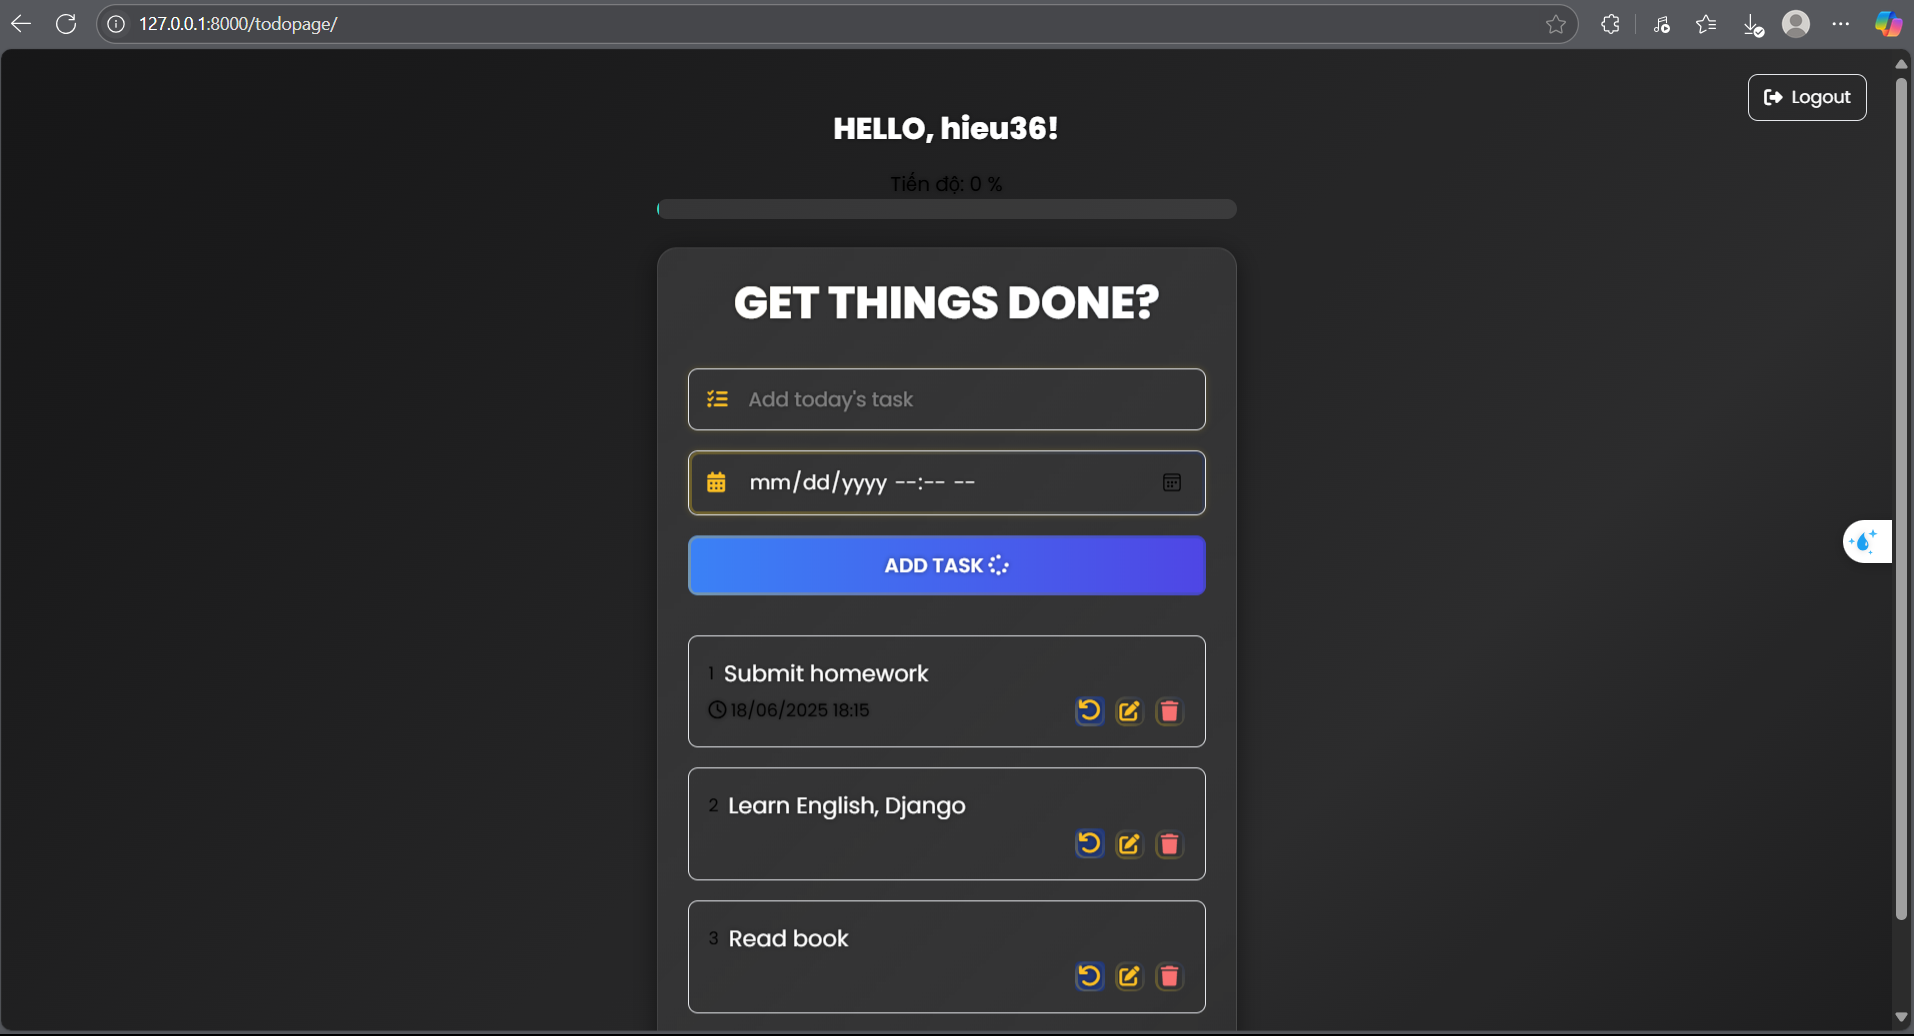 127.0.0.1:8000/todopage/
Logout
HELLO, hieu36!
Tiến độ: 0 %
GET THINGS DONE?
Add today's task
mm/dd/yyyy --:-- --
ADD TASK
1 Submit homework
18/06/2025 18:15
2 Learn English, Django
3 Read book